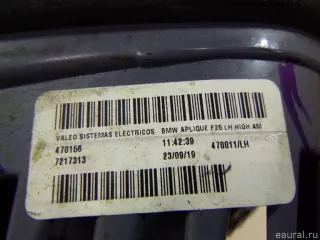 VALEO SISTEMAS ELECTRICOS BMW APLIQUE F25 LH HIGH AM
470156 11:42:39 470011/LH
7217313 23/09/19
eaural.ru